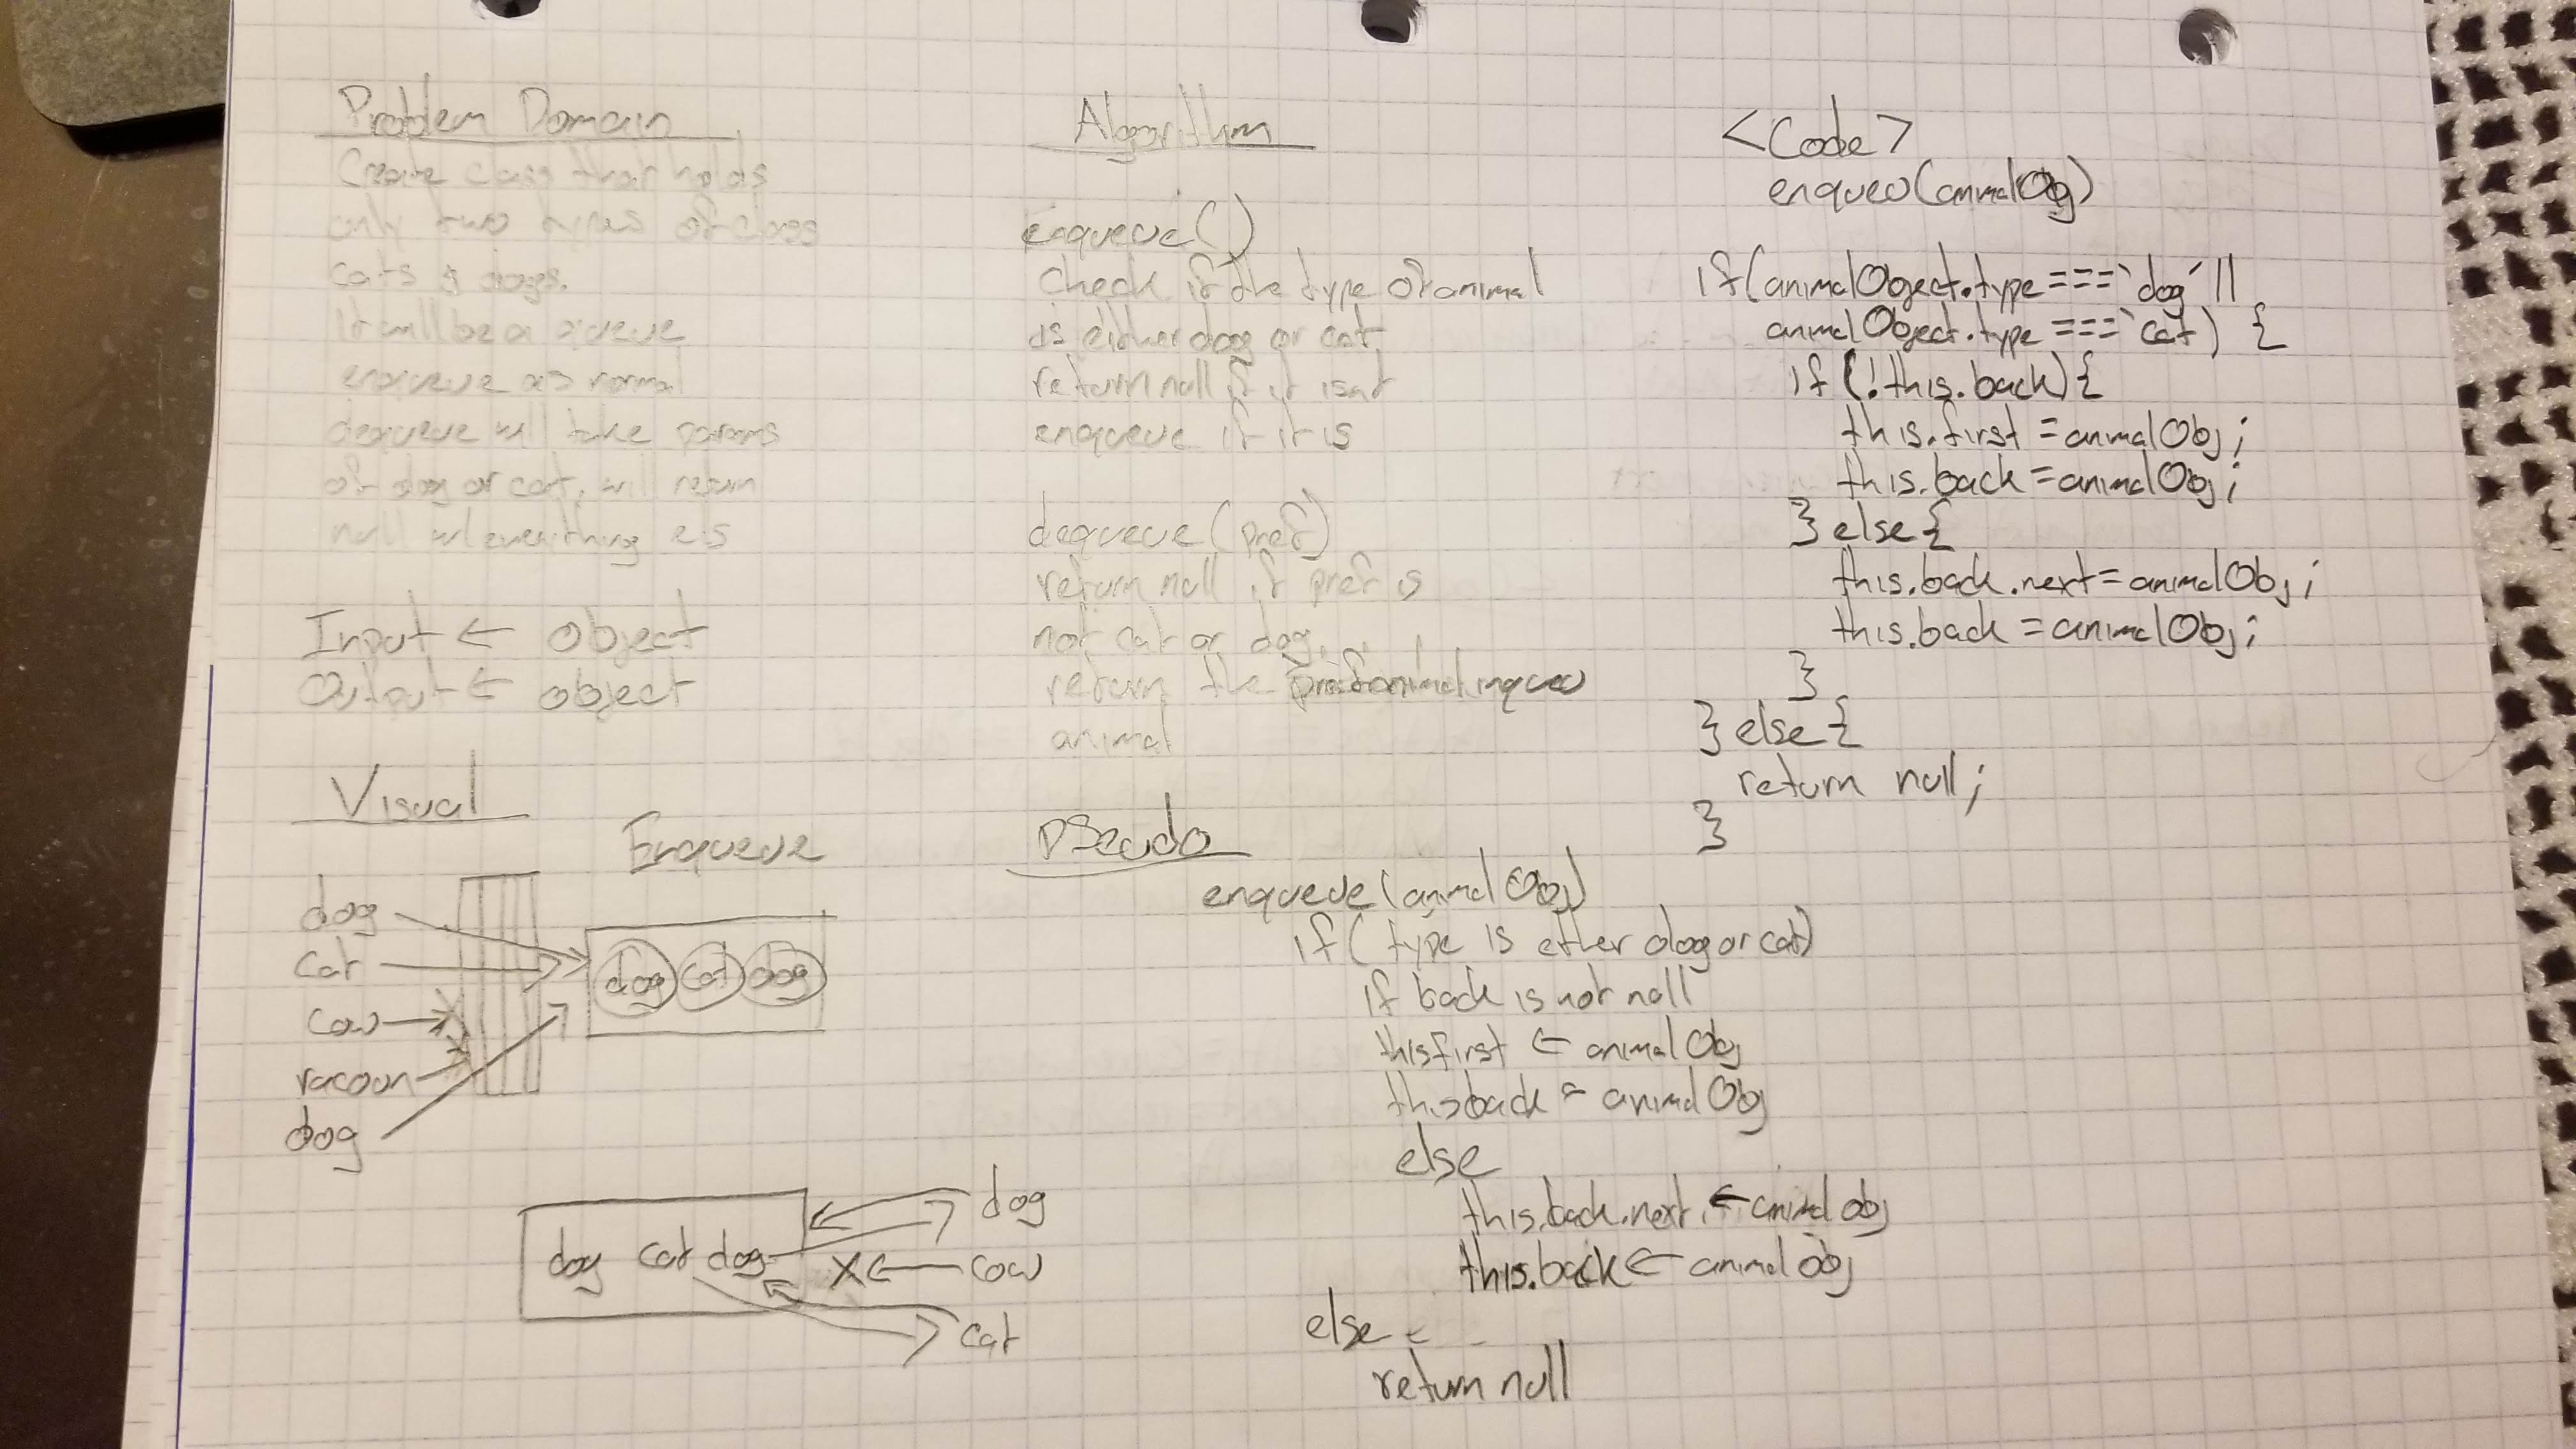 Problem Domain
Create class that holds
only two types of class
cats & dogs.
It will be a queue
enqueue as normal
dequeue will take params
of dog or cat, will return
null w/ everything els
Input ← object
Output ← object
Visual
Enqueue
dog
cat
cow
racoon
dog
dog cat dog
dog cat dog
dog
X ← cow
cat
Algorithm
enqueue()
check if the type of animal
is either dog or cat,
return null if it isnt
enqueue if it is
dequeue (pref)
return null if pref is
not cat or dog.
return the pref animal in
animal
Pseudo
enqueue(animalObj)
if( type is ether dog or cat)
if back is not null
thisfirst ← animalObj
thisback = animalObj
else
this.back.next ← animal obj
this.back ← animal obj
else
return null
<Code>
enqueu(animalObj)
if(animalObject.type === `dog´ ||
animalObject.type === `cat) {
if (!this.back){
this.first = animalObj;
this.back = animalObj;
} else{
this.back.next = animalObj;
this.back = animalObj;
}
} else{
return null;
}